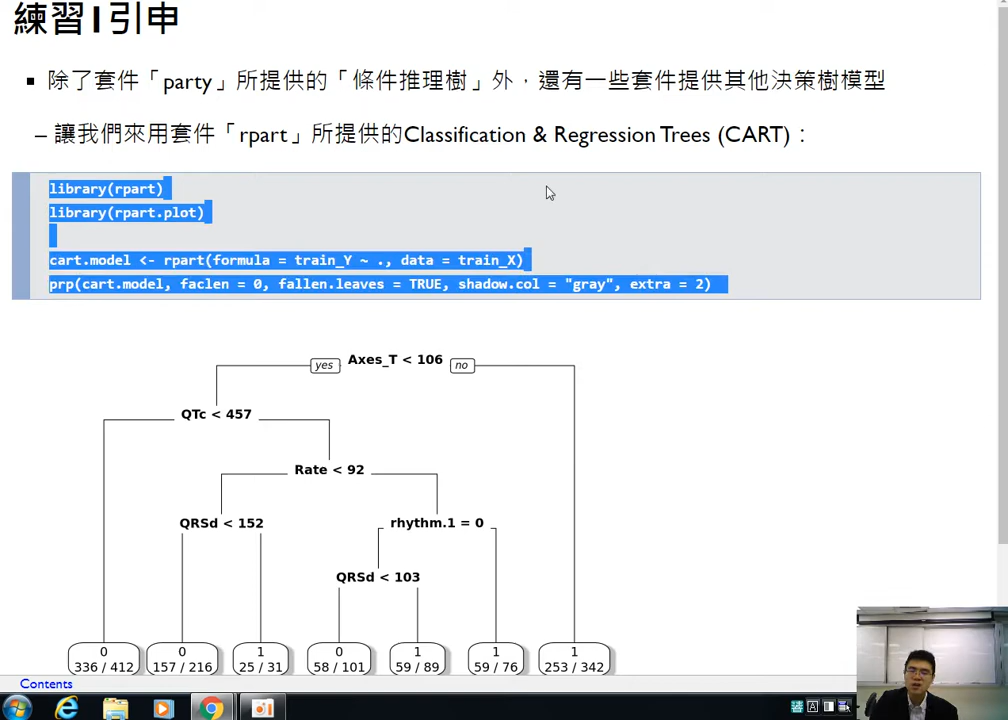 練習1引申
▪ 除了套件「party」所提供的「條件推理樹」外，還有一些套件提供其他決策樹模型
– 讓我們來用套件「rpart」所提供的Classification & Regression Trees (CART)：
library(rpart)
library(rpart.plot)
cart.model <- rpart(formula = train_Y ~ ., data = train_X)
prp(cart.model, faclen = 0, fallen.leaves = TRUE, shadow.col = "gray", extra = 2)
yes Axes_T < 106 no
QTc < 457
Rate < 92
QRSd < 152 rhythm.1 = 0
QRSd < 103
0 0 1 0 1 1 1
336 / 412 157 / 216 25 / 31 58 / 101 59 / 89 59 / 76 253 / 342
Contents